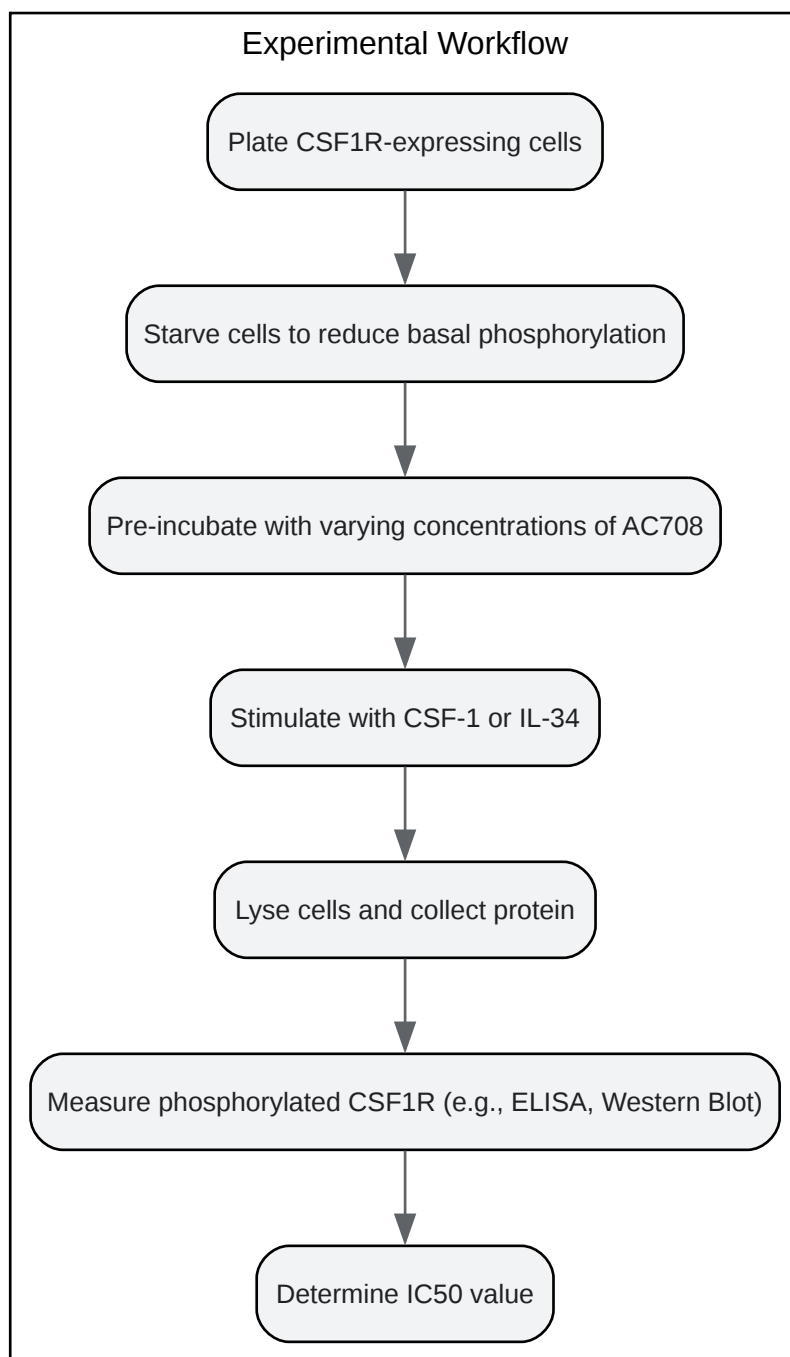 Experimental Workflow
Plate CSF1R-expressing cells
Starve cells to reduce basal phosphorylation
Pre-incubate with varying concentrations of AC708
Stimulate with CSF-1 or IL-34
Lyse cells and collect protein
Measure phosphorylated CSF1R (e.g., ELISA, Western Blot)
Determine IC50 value